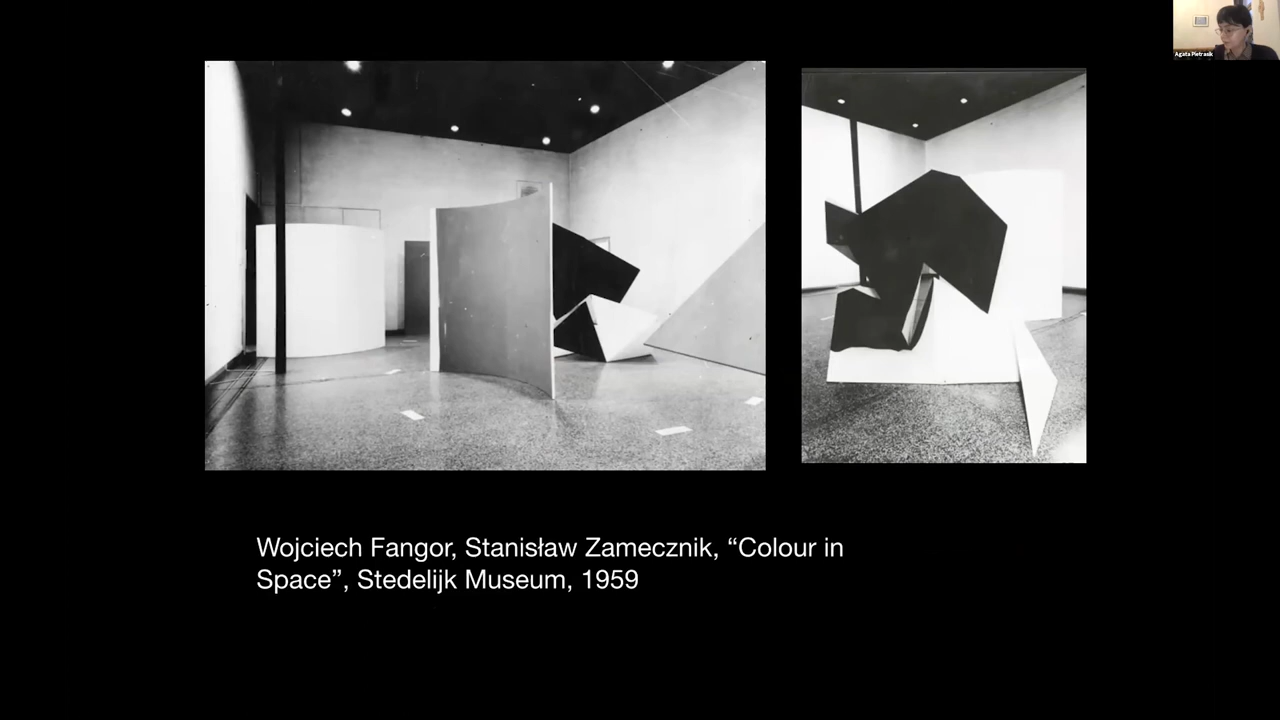 Agata Pietrasik
Wojciech Fangor, Stanisław Zamecznik, “Colour in
Space”, Stedelijk Museum, 1959